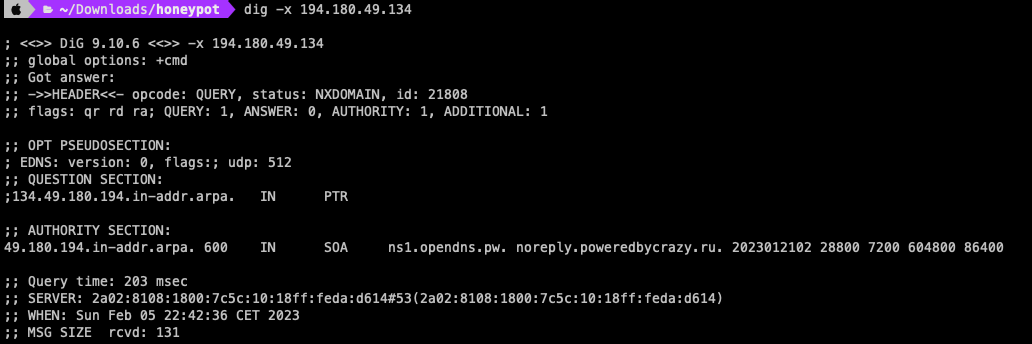 ~/Downloads/honeypot dig -x 194.180.49.134
; <<>> DiG 9.10.6 <<>> -x 194.180.49.134
;; global options: +cmd
;; Got answer:
;; ->>HEADER<<- opcode: QUERY, status: NXDOMAIN, id: 21808
;; flags: qr rd ra; QUERY: 1, ANSWER: 0, AUTHORITY: 1, ADDITIONAL: 1
;; OPT PSEUDOSECTION:
; EDNS: version: 0, flags:; udp: 512
;; QUESTION SECTION:
;134.49.180.194.in-addr.arpa. IN PTR
;; AUTHORITY SECTION:
49.180.194.in-addr.arpa. 600 IN SOA ns1.opendns.pw. noreply.poweredbycrazy.ru. 2023012102 28800 7200 604800 86400
;; Query time: 203 msec
;; SERVER: 2a02:8108:1800:7c5c:10:18ff:feda:d614#53(2a02:8108:1800:7c5c:10:18ff:feda:d614)
;; WHEN: Sun Feb 05 22:42:36 CET 2023
;; MSG SIZE rcvd: 131